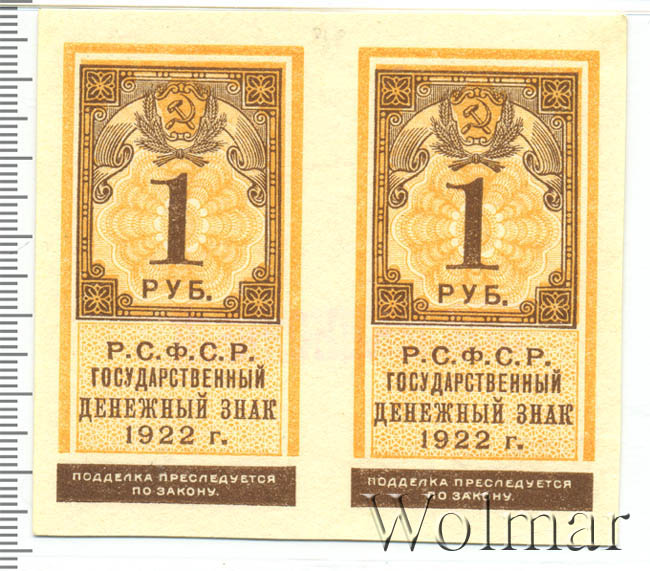 1
РУБ.
Р.С.Ф.С.Р.
ГОСУДАРСТВЕННЫЙ
ДЕНЕЖНЫЙ ЗНАК
1922 г.
ПОДДЕЛКА ПРЕСЛЕДУЕТСЯ
ПО ЗАКОНУ.
1
РУБ.
Р.С.Ф.С.Р.
ГОСУДАРСТВЕННЫЙ
ДЕНЕЖНЫЙ ЗНАК
1922 г.
ПОДДЕЛКА ПРЕСЛЕДУЕТСЯ
ПО ЗАКОНУ.
Wolmar